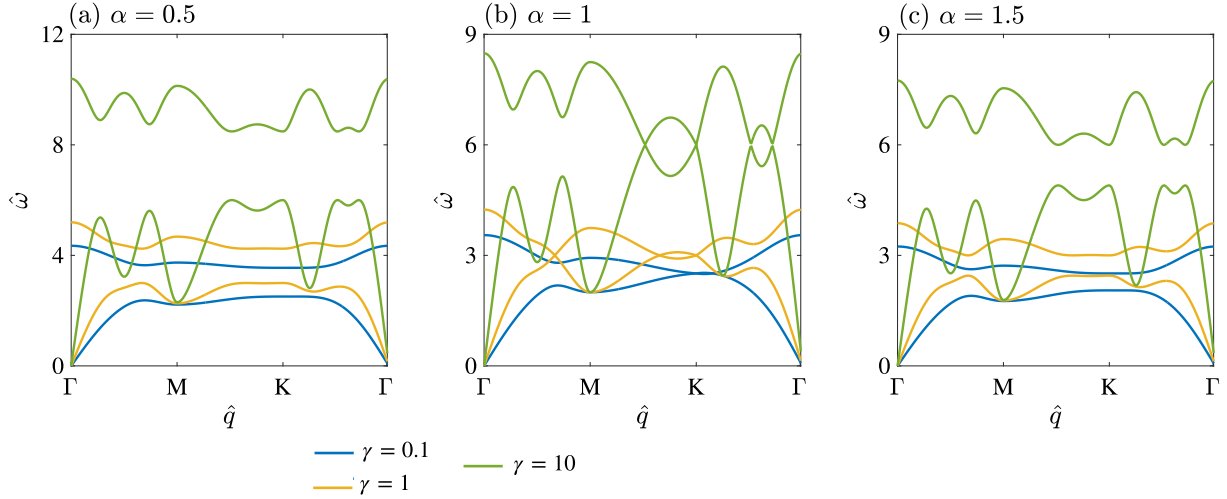 (a) α = 0.5
(b) α = 1
(c) α = 1.5
12
8
4
0
ω̂
Γ M K Γ
q̂
9
6
3
0
ω̂
Γ M K Γ
q̂
9
6
3
0
ω̂
Γ M K Γ
q̂
γ = 0.1
γ = 10
γ = 1